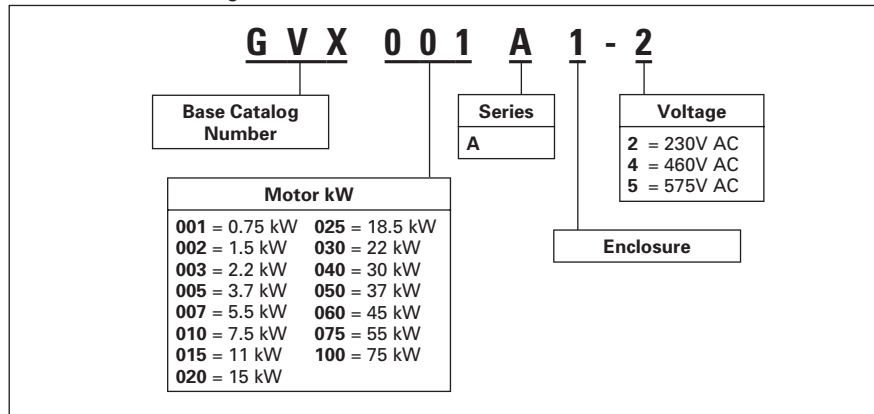 G V X 0 0 1 A 1 - 2
Base Catalog
Number
Series
A
Voltage
2 = 230V AC
4 = 460V AC
5 = 575V AC
Motor kW
001 = 0.75 kW 025 = 18.5 kW
002 = 1.5 kW 030 = 22 kW
003 = 2.2 kW 040 = 30 kW
005 = 3.7 kW 050 = 37 kW
007 = 5.5 kW 060 = 45 kW
010 = 7.5 kW 075 = 55 kW
015 = 11 kW 100 = 75 kW
020 = 15 kW
Enclosure